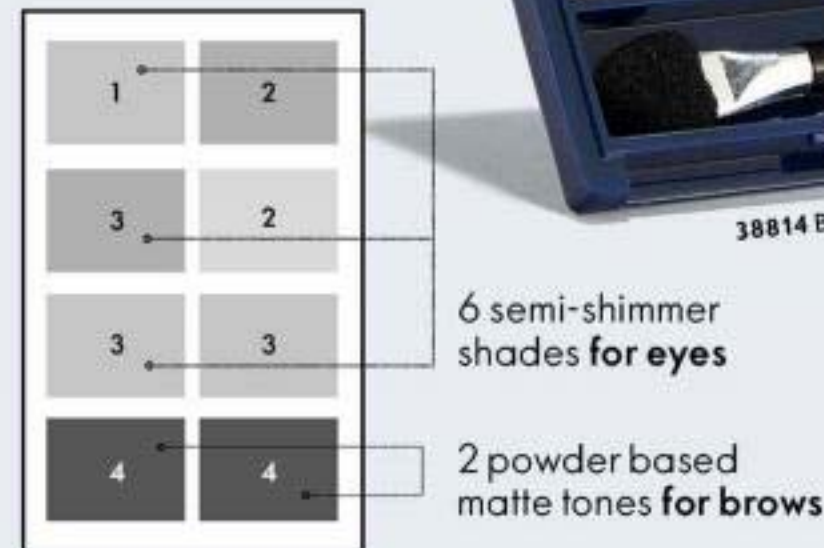 1 2
3 2
3 3
4 4
38814
6 semi-shimmer
shades for eyes
2 powder based
matte tones for brows